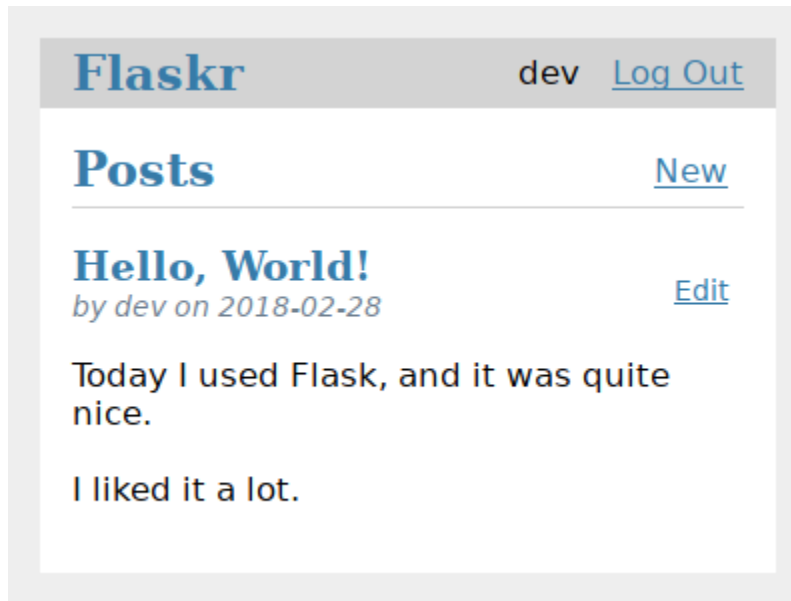 Flaskr dev Log Out
Posts New
Hello, World!
by dev on 2018-02-28 Edit
Today I used Flask, and it was quite
nice.
I liked it a lot.